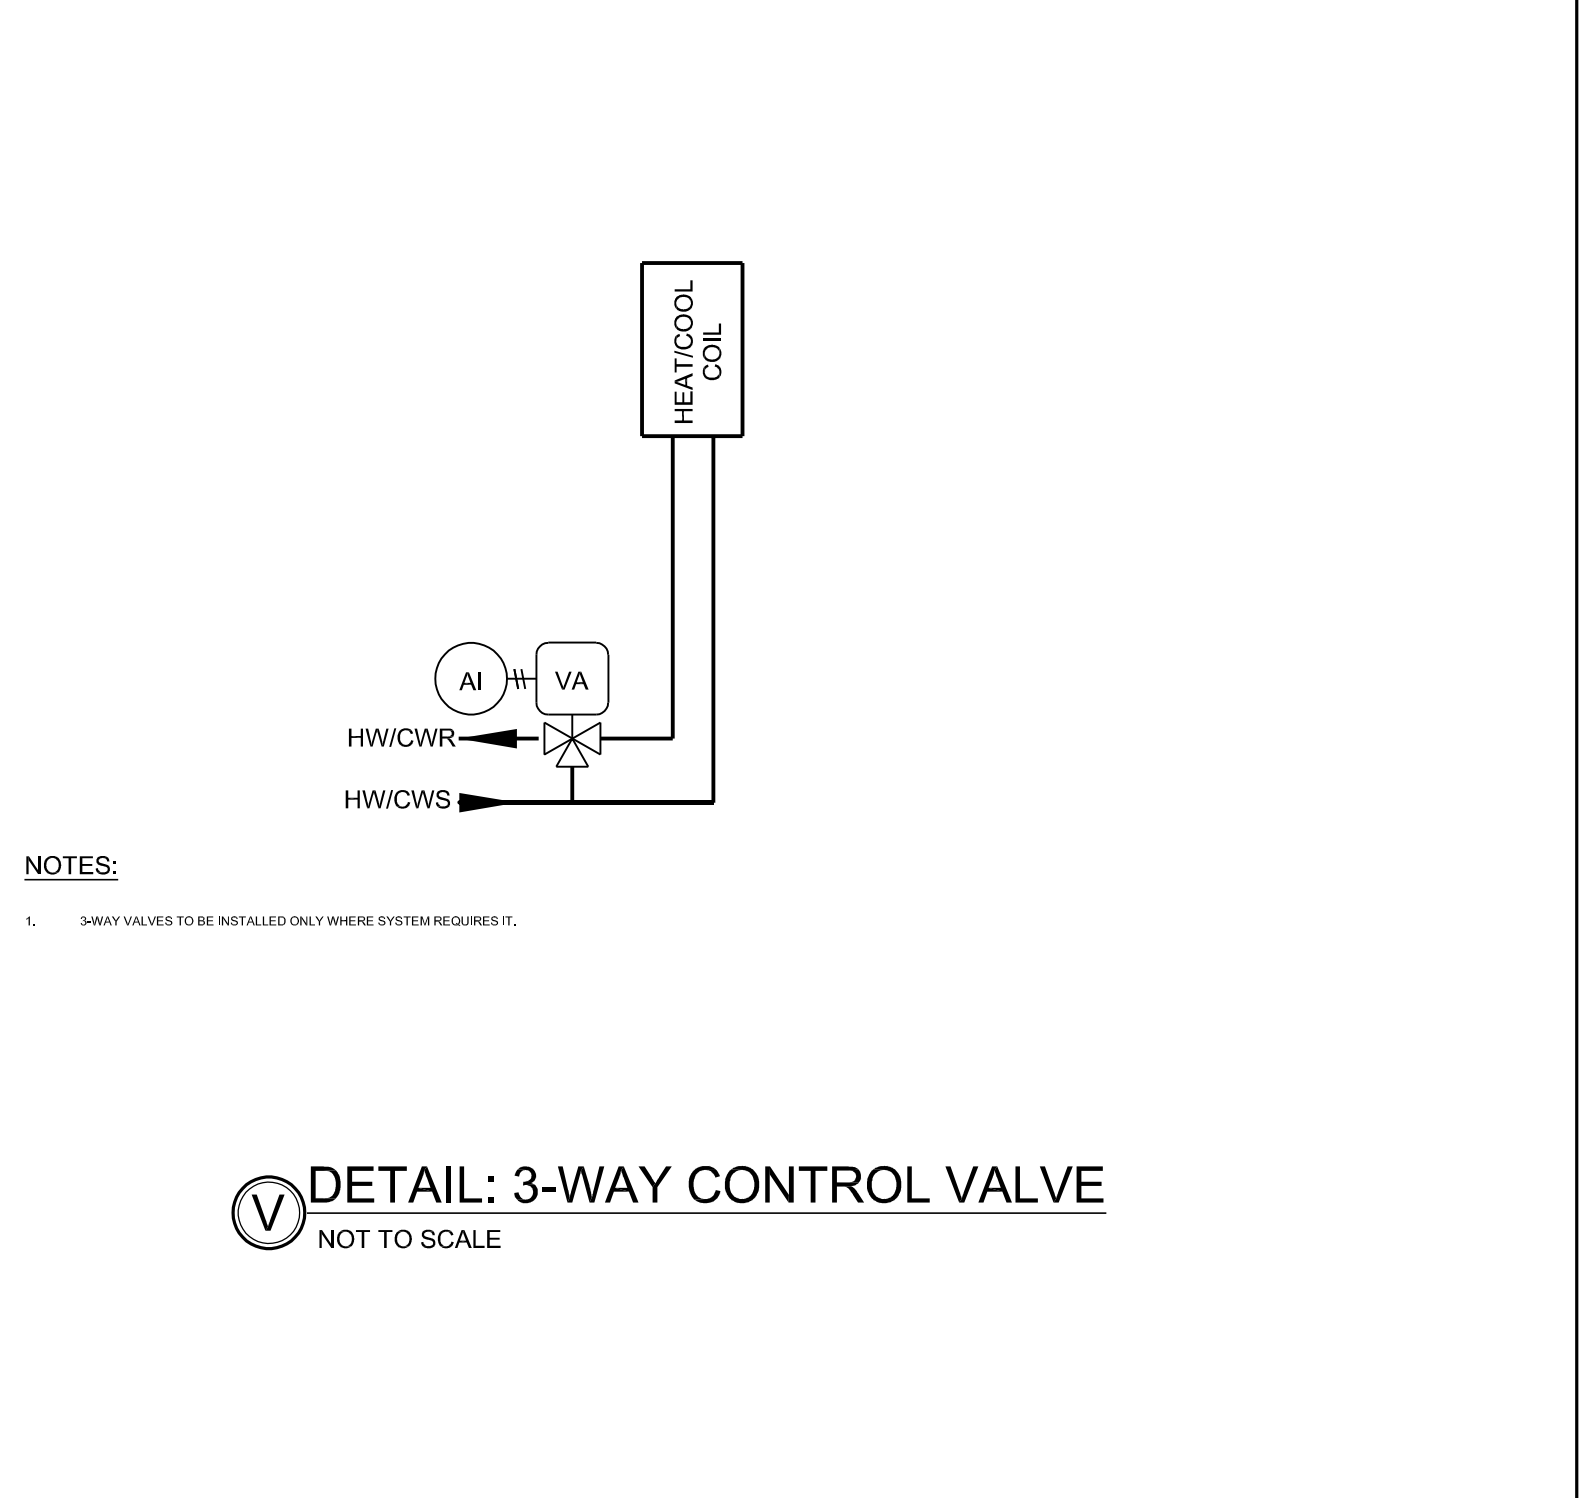 HEAT/COOL
COIL
AI
VA
HW/CWR
HW/CWS
NOTES:
1. 3-WAY VALVES TO BE INSTALLED ONLY WHERE SYSTEM REQUIRES IT.
V
DETAIL: 3-WAY CONTROL VALVE
NOT TO SCALE